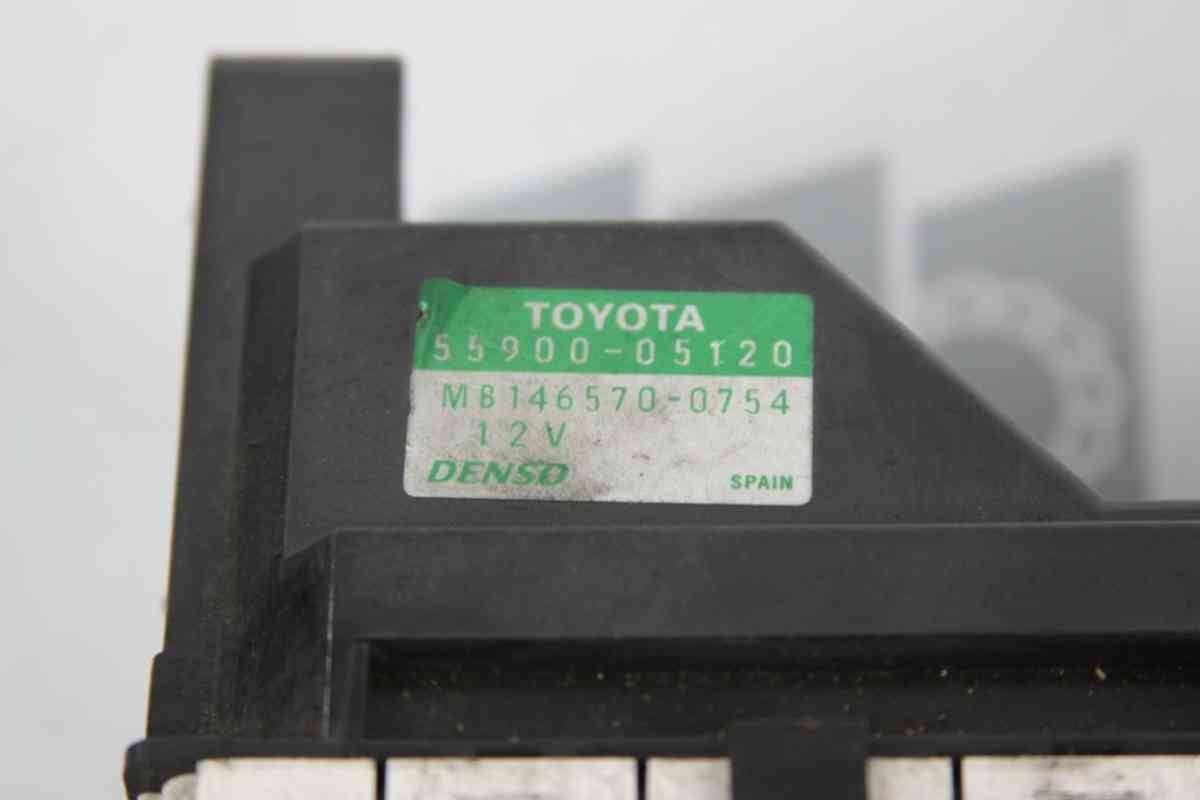 TOYOTA
55900-05120
MB146570-0754
12V
DENSO
SPAIN